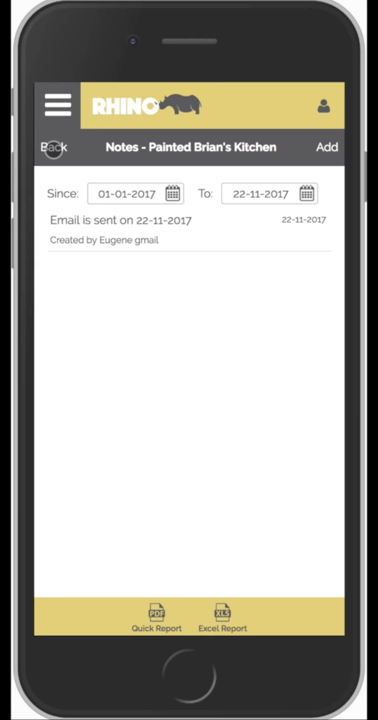 RHINO
Back Notes - Painted Brian's Kitchen Add
Since: 01-01-2017 To: 22-11-2017
Email is sent on 22-11-2017 22-11-2017
Created by Eugene gmail
PDF XLS
Quick Report Excel Report